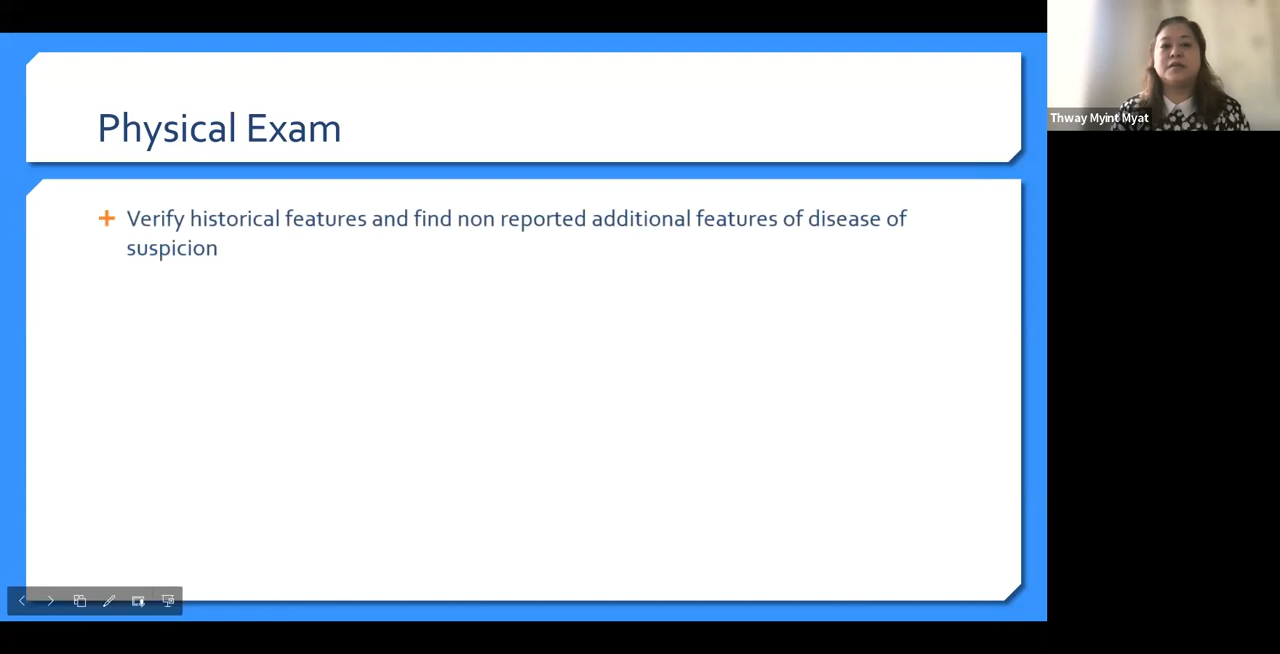 Physical Exam
Verify historical features and find non reported additional features of disease of
suspicion
Thway Myint Myat